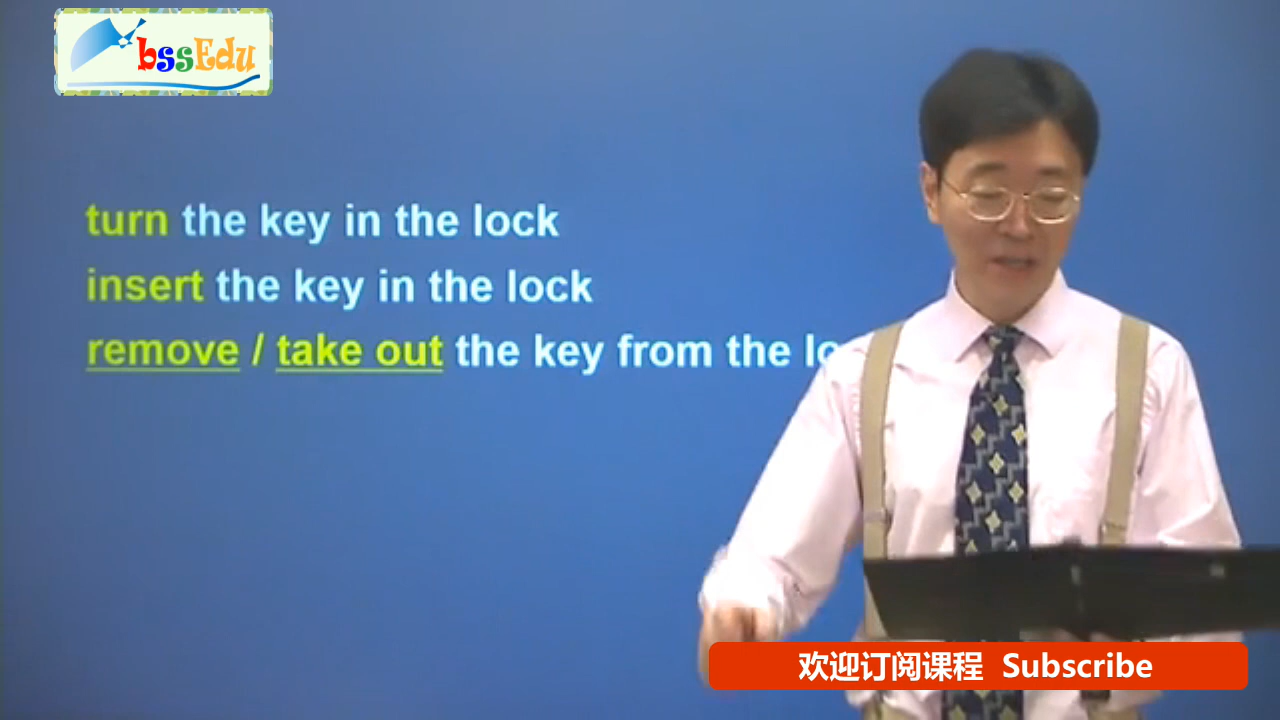 bssEdu
turn the key in the lock
insert the key in the lock
remove / take out the key from the
欢迎订阅课程 Subscribe